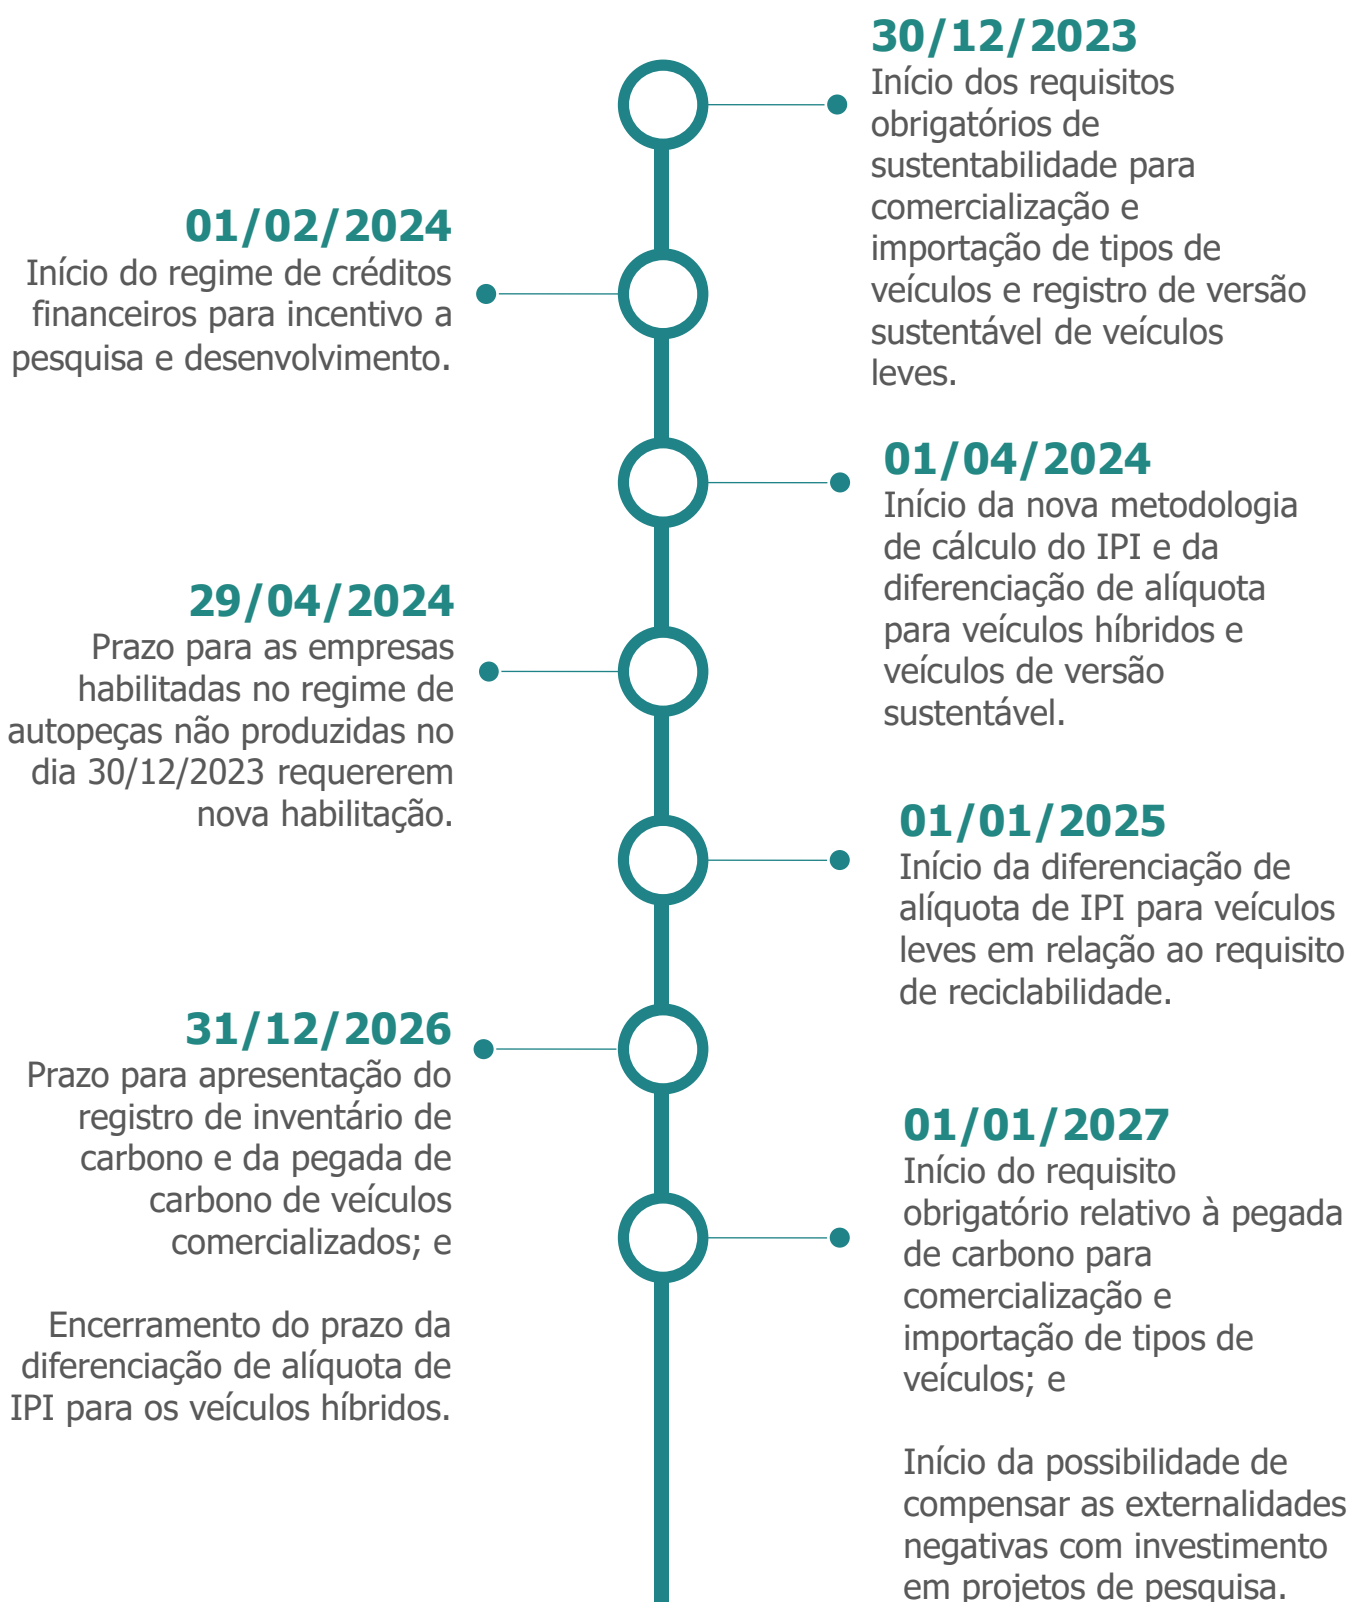 30/12/2023
Início dos requisitos
obrigatórios de
sustentabilidade para
comercialização e
importação de tipos de
veículos e registro de versão
sustentável de veículos
leves.
01/02/2024
Início do regime de créditos
financeiros para incentivo a
pesquisa e desenvolvimento.
01/04/2024
Início da nova metodologia
de cálculo do IPI e da
diferenciação de alíquota
para veículos híbridos e
veículos de versão
sustentável.
29/04/2024
Prazo para as empresas
habilitadas no regime de
autopeças não produzidas no
dia 30/12/2023 requererem
nova habilitação.
01/01/2025
Início da diferenciação de
alíquota de IPI para veículos
leves em relação ao requisito
de reciclabilidade.
31/12/2026
Prazo para apresentação do
registro de inventário de
carbono e da pegada de
carbono de veículos
comercializados; e
Encerramento do prazo da
diferenciação de alíquota de
IPI para os veículos híbridos.
01/01/2027
Início do requisito
obrigatório relativo à pegada
de carbono para
comercialização e
importação de tipos de
veículos; e
Início da possibilidade de
compensar as externalidades
negativas com investimento
em projetos de pesquisa.